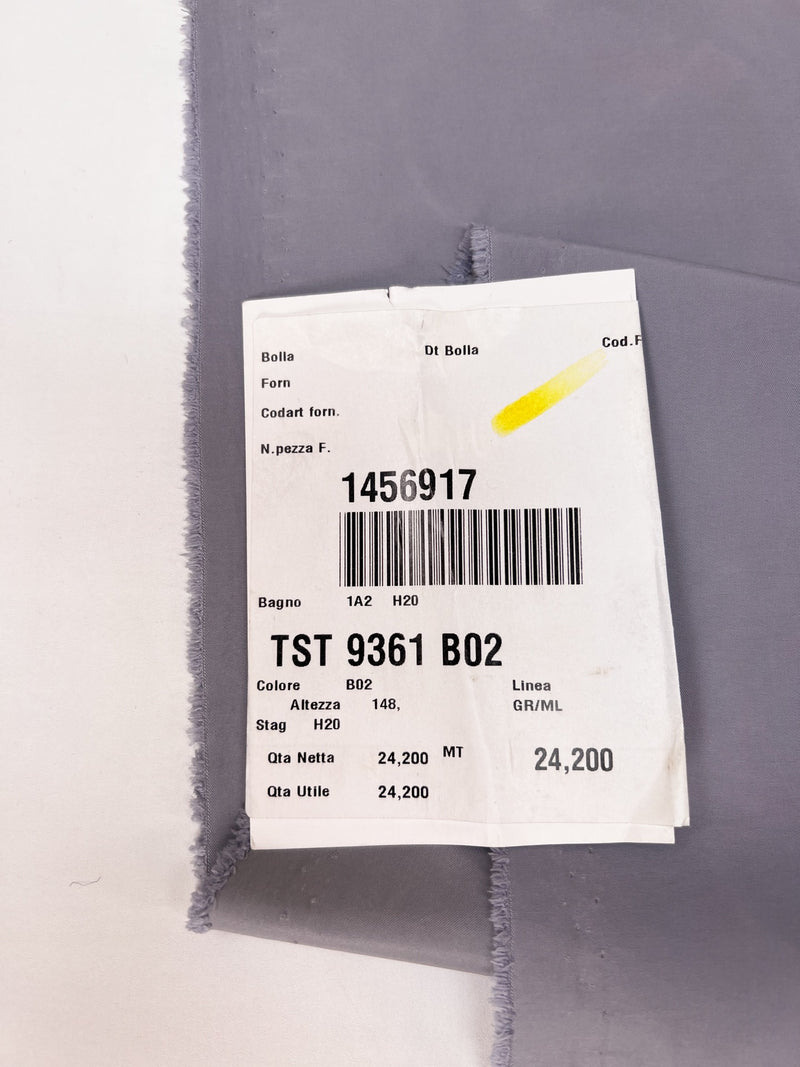 Bolla Dt Bolla Cod.F
Forn
Codart forn.
N.pezza F.
1456917
Bagno 1A2 H20
TST 9361 B02
Colore B02 Linea
Altezza 148, GR/ML
Stag H20
Qta Netta 24,200 MT 24,200
Qta Utile 24,200